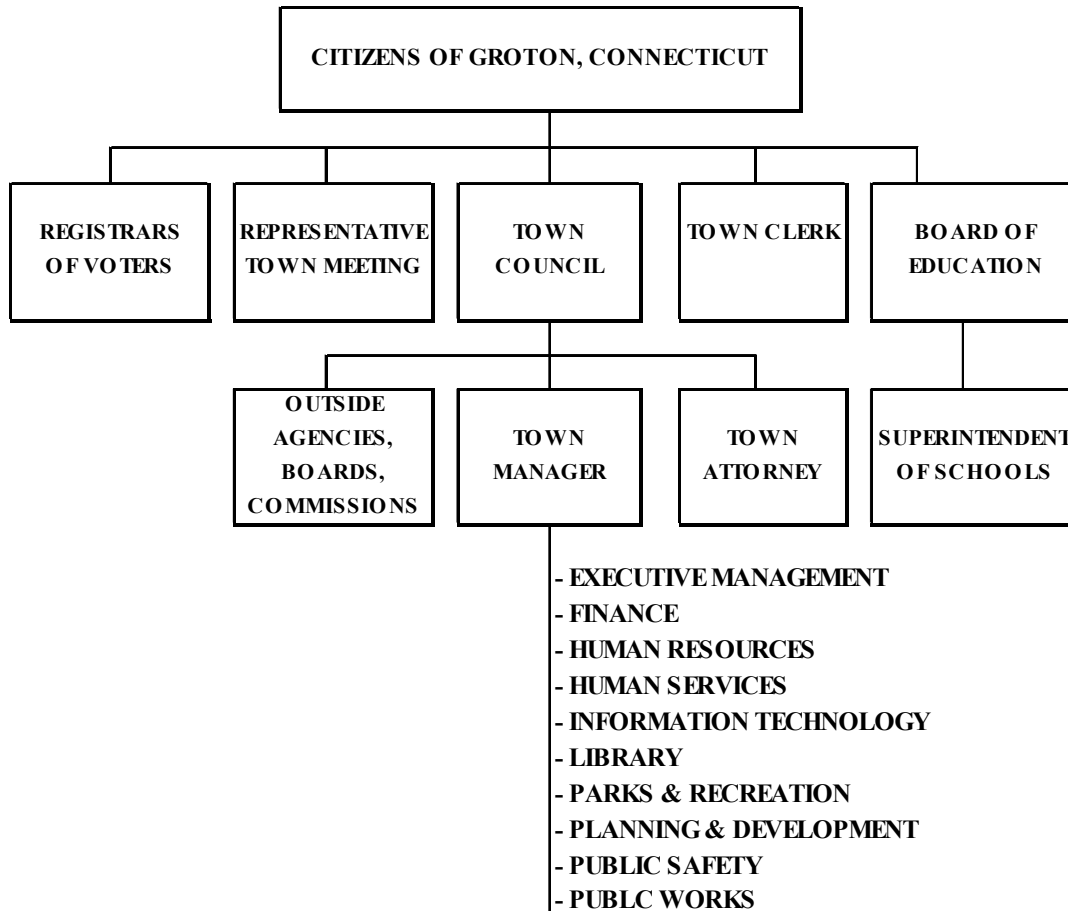 CITIZENS OF GROTON, CONNECTICUT
REGISTRARS
OF VOTERS
REPRESENTATIVE
TOWN MEETING
TOWN
COUNCIL
TOWN CLERK
BOARD OF
EDUCATION
OUTSIDE
AGENCIES,
BOARDS,
COMMISSIONS
TOWN
MANAGER
TOWN
ATTORNEY
SUPERINTENDENT
OF SCHOOLS
- EXECUTIVE MANAGEMENT
- FINANCE
- HUMAN RESOURCES
- HUMAN SERVICES
- INFORMATION TECHNOLOGY
- LIBRARY
- PARKS & RECREATION
- PLANNING & DEVELOPMENT
- PUBLIC SAFETY
- PUBLC WORKS